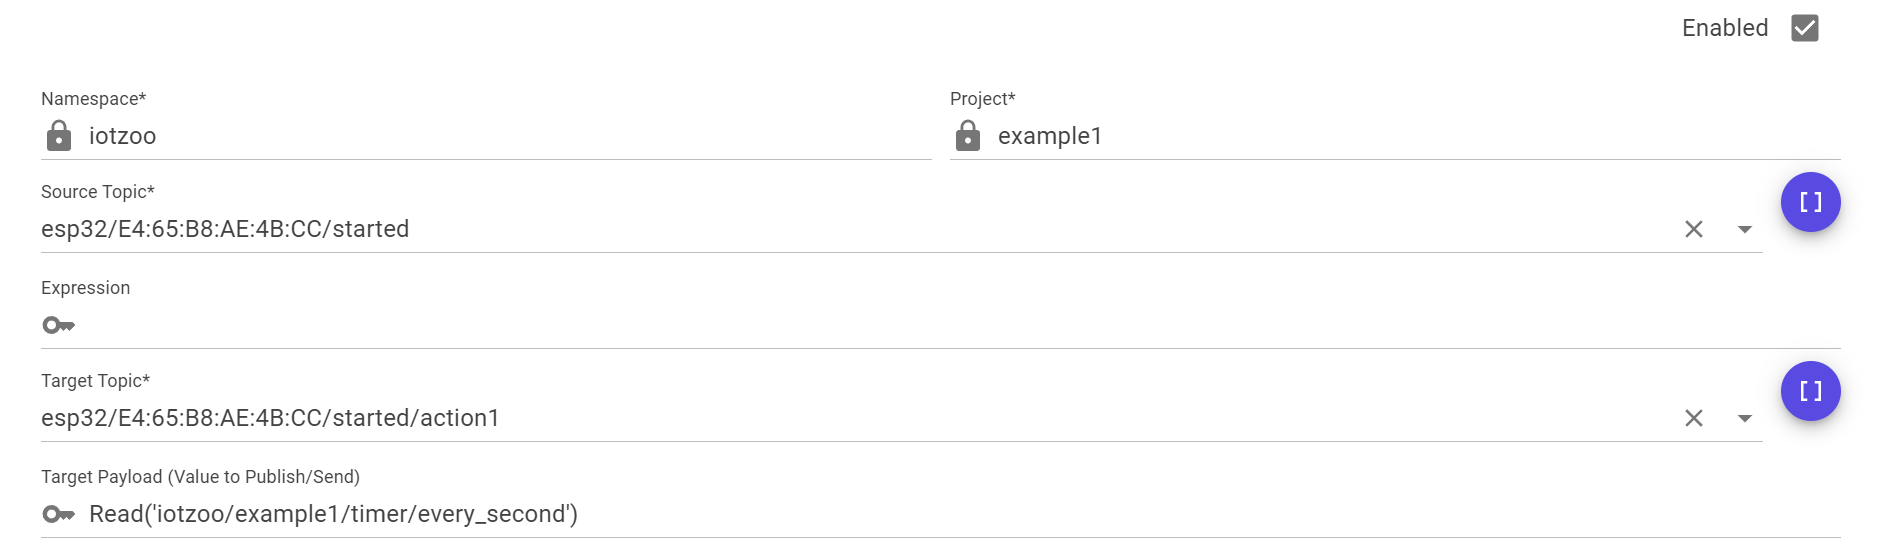 Enabled
Namespace* Project*
iotzoo example1
Source Topic*
esp32/E4:65:B8:AE:4B:CC/started
Expression
Target Topic*
esp32/E4:65:B8:AE:4B:CC/started/action1
Target Payload (Value to Publish/Send)
Read('iotzoo/example1/timer/every_second')